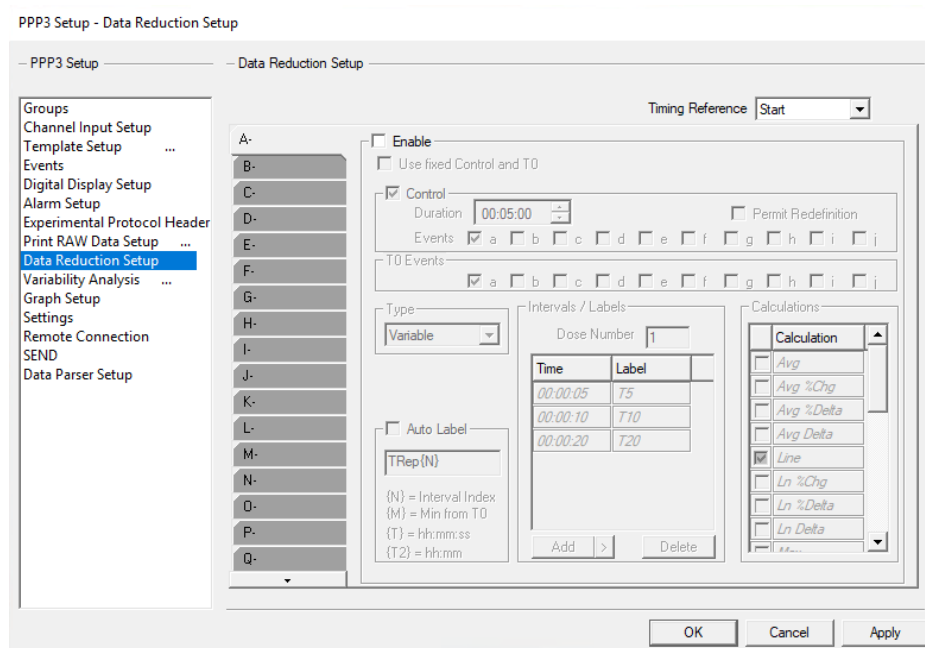 PPP3 Setup - Data Reduction Setup
PPP3 Setup
Groups
Channel Input Setup
Template Setup ...
Events
Digital Display Setup
Alarm Setup
Experimental Protocol Header
Print RAW Data Setup ...
Data Reduction Setup
Variability Analysis ...
Graph Setup
Settings
Remote Connection
SEND
Data Parser Setup
Data Reduction Setup
Timing Reference Start
A-
B-
C-
D-
E-
F-
G-
H-
I-
J-
K-
L-
M-
N-
O-
P-
Q-
Enable
Use fixed Control and T0
Control
Duration 00:05:00 Permit Redefinition
Events a b c d e f g h i j
T0 Events
a b c d e f g h i j
Type
Variable
Auto Label
TRep{N}
{N} = Interval Index
{M} = Min from T0
{T} = hh:mm:ss
{T2} = hh:mm
Intervals / Labels
Dose Number 1
Time Label
00:00:05 T5
00:00:10 T10
00:00:20 T20
Add > Delete
Calculations
Calculation
Avg
Avg %Chg
Avg %Delta
Avg Delta
Line
Ln %Chg
Ln %Delta
Ln Delta
OK Cancel Apply